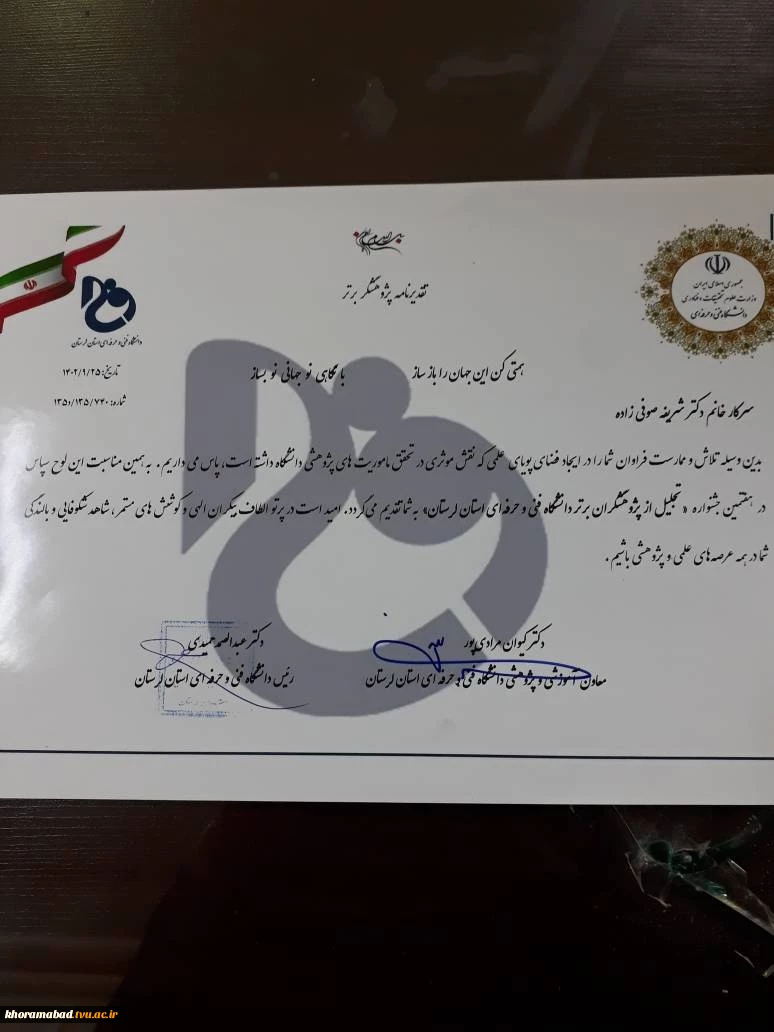 جمهوری اسلامی ایران
وزارت علوم تحقیقات و فناوری
دانشگاه فنی و حرفه ای
دانشگاه فنی و حرفه ای استان لرستان
تاریخ: ۱۴۰۲/۹/۲۵
شماره: ۱۳۵۰/۱۳۵/۷۴۰
تقدیرنامه پژوهشگر برتر
همتی کن این جهان را باز ساز با نگاهی نو جهانی نو بساز
سرکار خانم دکتر شریفه صوفی زاده
بدین وسیله تلاش و ممارست فراوان شما را در ایجاد فضای پویای علمی که نقش موثری در تحقق ماموریت های پژوهشی دانشگاه داشته است، پاس می داریم. به همین مناسبت این لوح سپاس
در هفتمین جشنواره «تجلیل از پژوهشگران برتر دانشگاه فنی و حرفه ای استان لرستان» به شما تقدیم می گردد. امید است در پرتو الطاف بیکران الهی و کوشش های مستمر، شاهد شکوفایی و بالندگی
شما در همه عرصه های علمی و پژوهشی باشیم.
دکتر کیوان مرادی پور
معاون آموزشی و پژوهشی دانشگاه فنی و حرفه ای استان لرستان
دکتر عبدالصمد حمیدی
رئیس دانشگاه فنی و حرفه ای استان لرستان
khoramabad.tvu.ac.ir